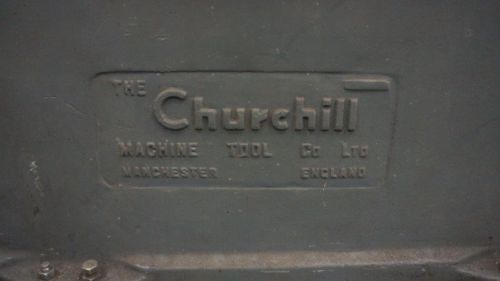 THE
Churchill
MACHINE TOOL Co LTD
MANCHESTER ENGLAND